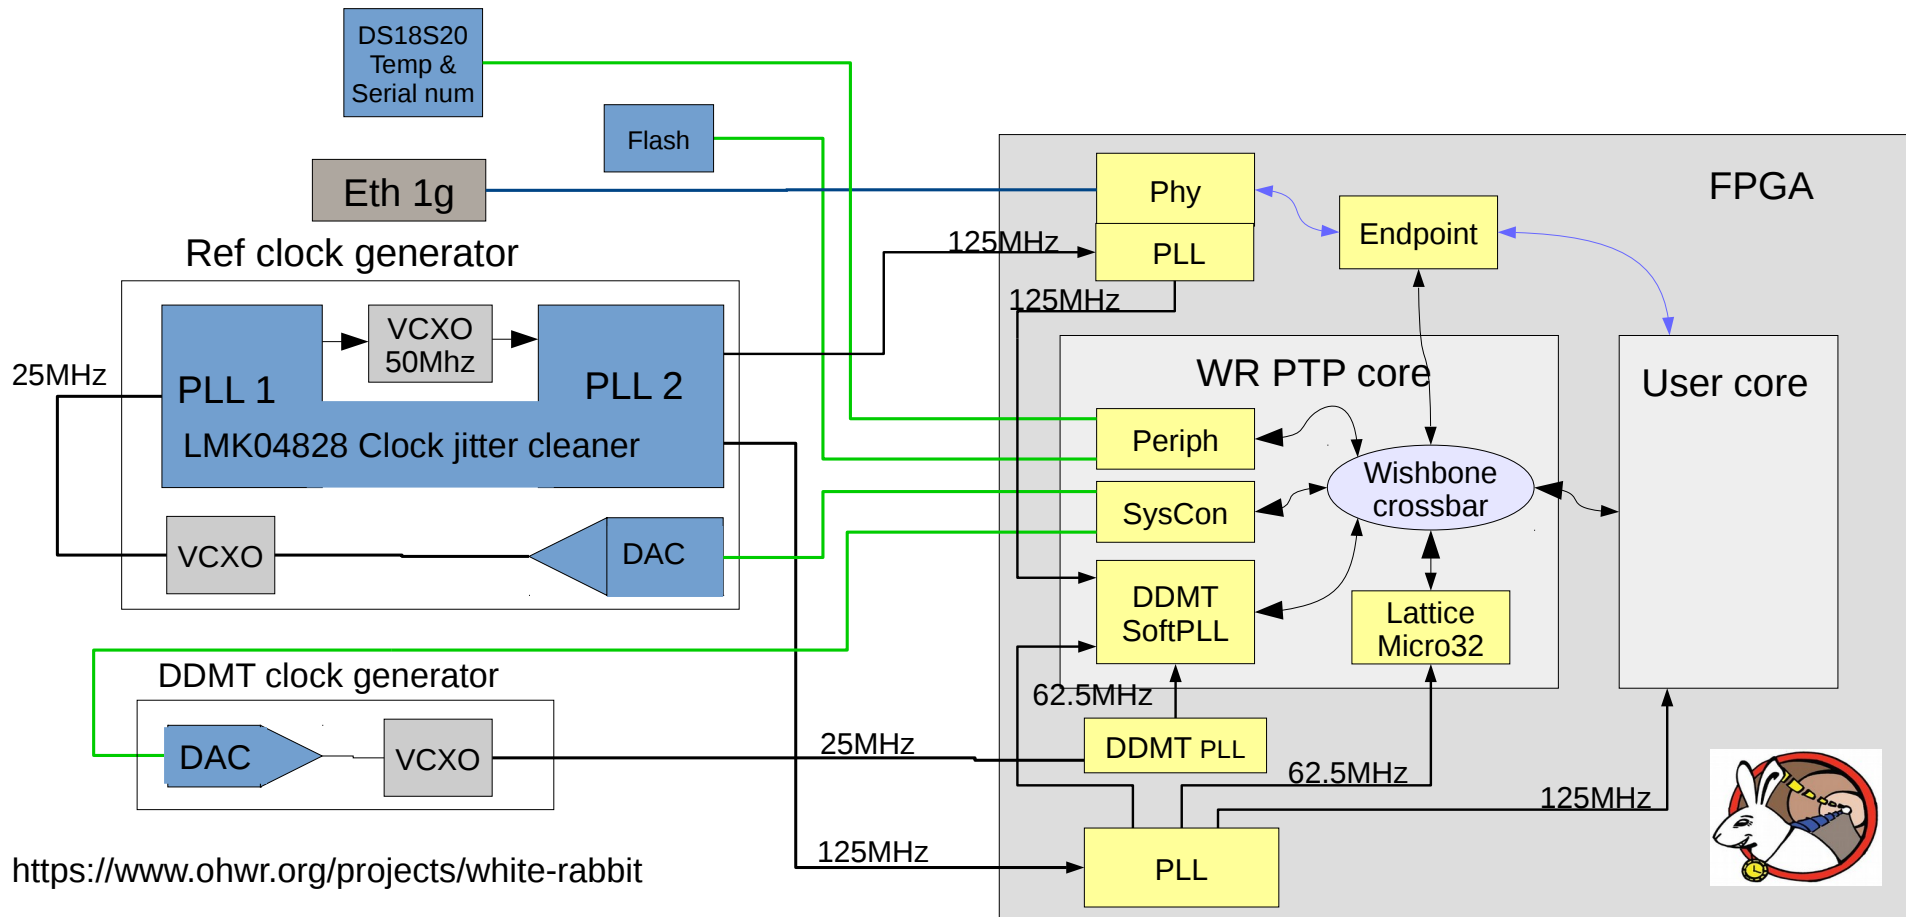 DS18S20
Temp &
Serial num
Flash
Eth 1g
Phy
FPGA
Endpoint
Ref clock generator
125MHz
PLL
125MHz
VCXO
50Mhz
25MHz
PLL 1
PLL 2
WR PTP core
User core
LMK04828 Clock jitter cleaner
Periph
Wishbone
crossbar
SysCon
VCXO
DAC
DDMT
SoftPLL
Lattice
Micro32
DDMT clock generator
62.5MHz
DAC
VCXO
25MHz
DDMT PLL
62.5MHz
125MHz
125MHz
PLL
https://www.ohwr.org/projects/white-rabbit